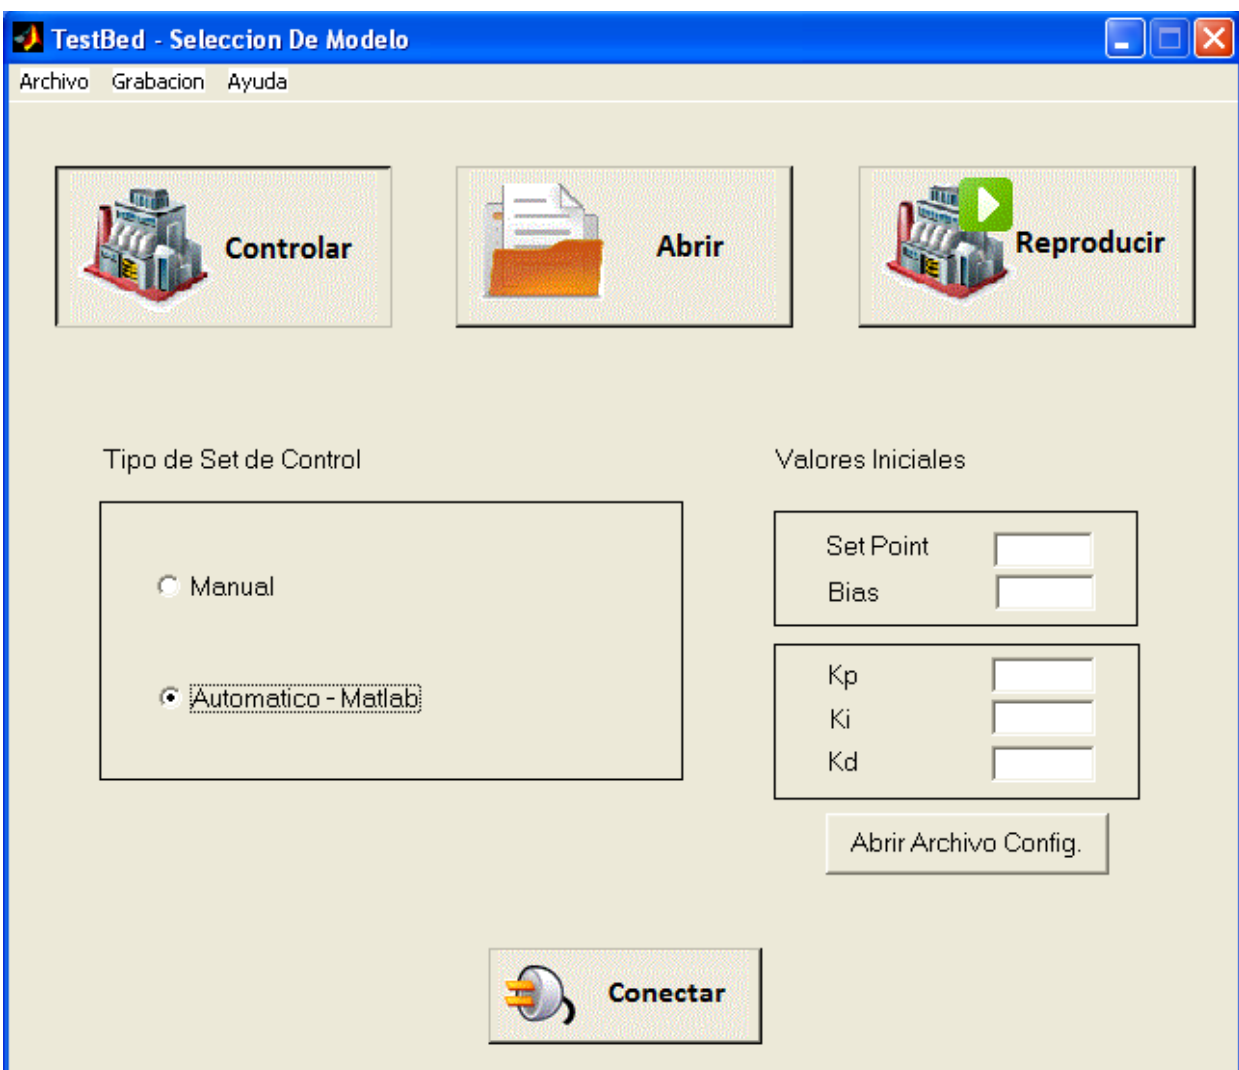 TestBed - Seleccion De Modelo
Archivo Grabacion Ayuda
Controlar
Abrir
Reproducir
Tipo de Set de Control
Manual
Automatico - Matlab
Valores Iniciales
Set Point
Bias
Kp
Ki
Kd
Abrir Archivo Config.
Conectar